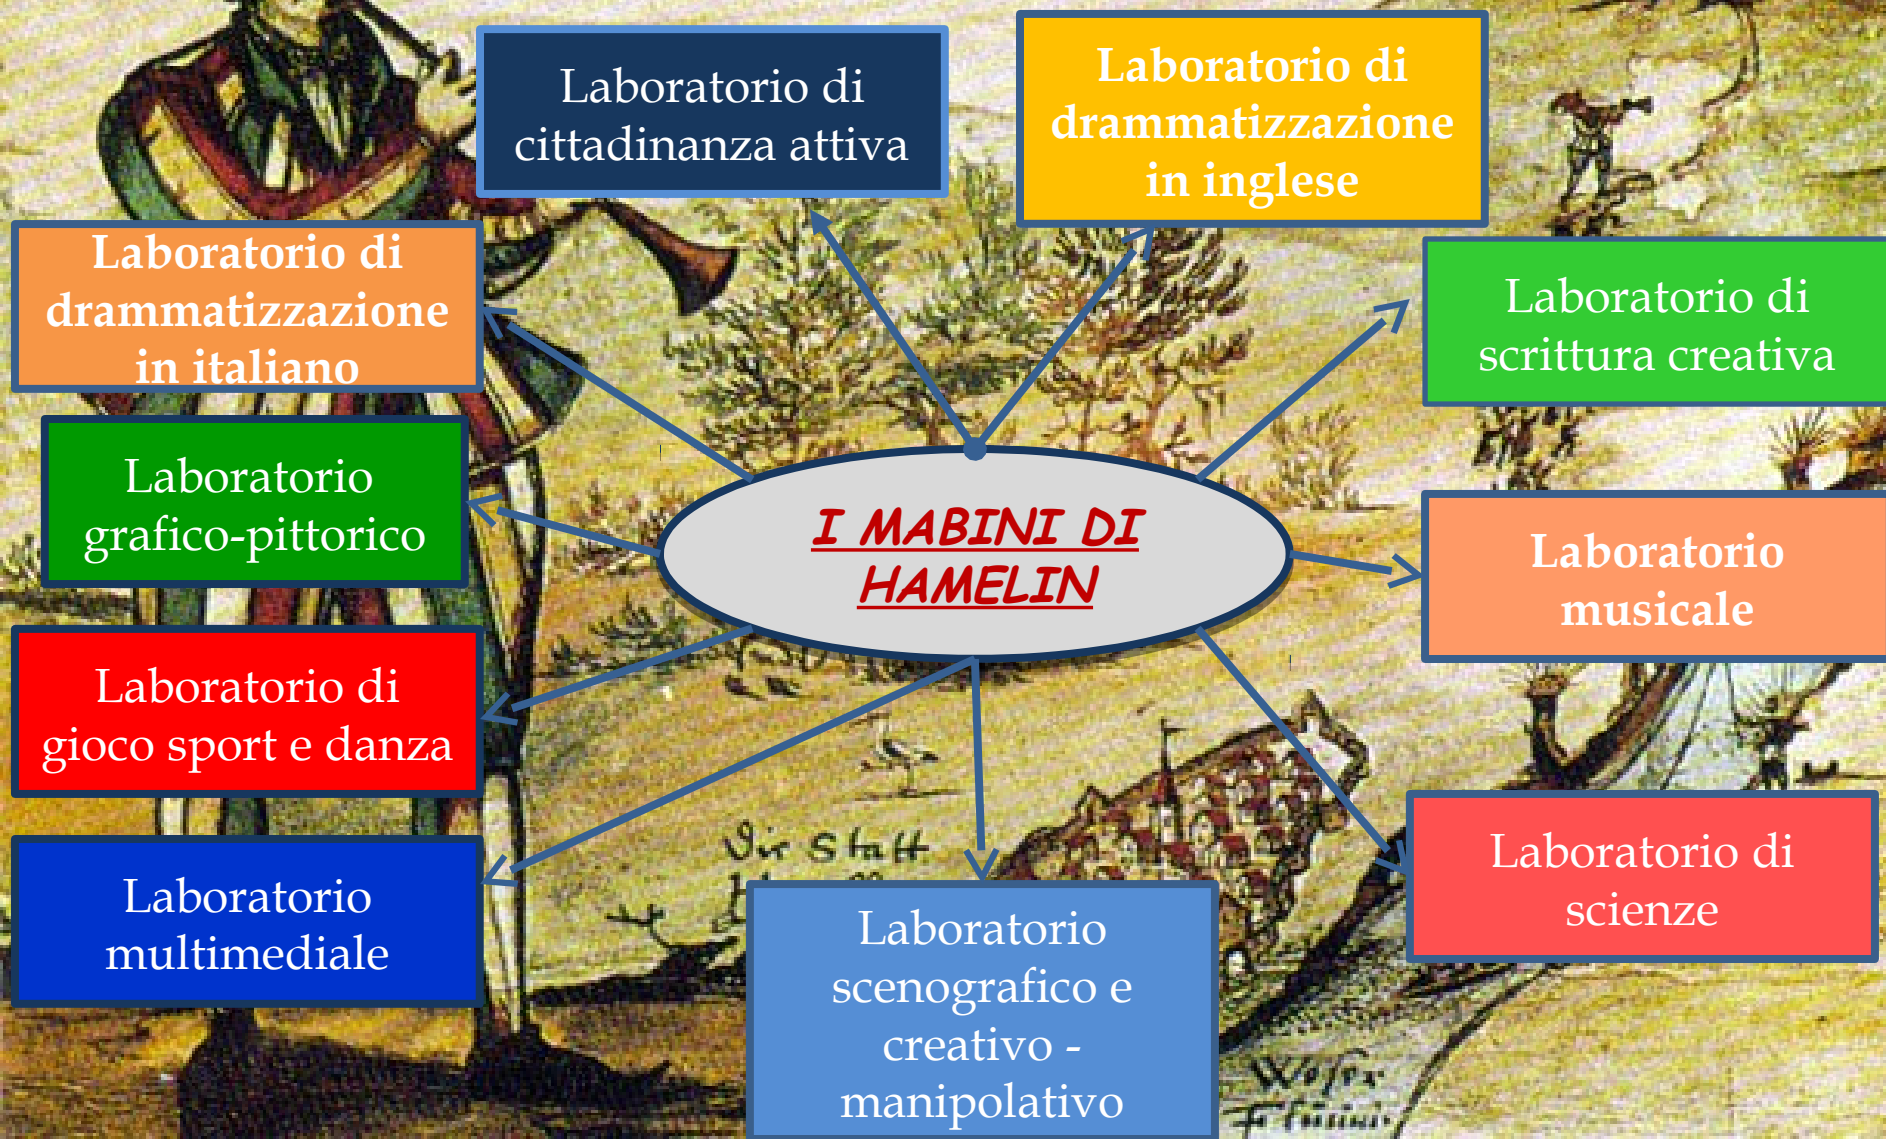 Laboratorio di
cittadinanza attiva
Laboratorio di
drammatizzazione
in inglese
Laboratorio di
drammatizzazione
in italiano
Laboratorio di
scrittura creativa
Laboratorio
grafico-pittorico
I MABINI DI
HAMELIN
Laboratorio
musicale
Laboratorio di
gioco sport e danza
Laboratorio
multimediale
Laboratorio
scenografico e
creativo -
manipolativo
Laboratorio di
scienze